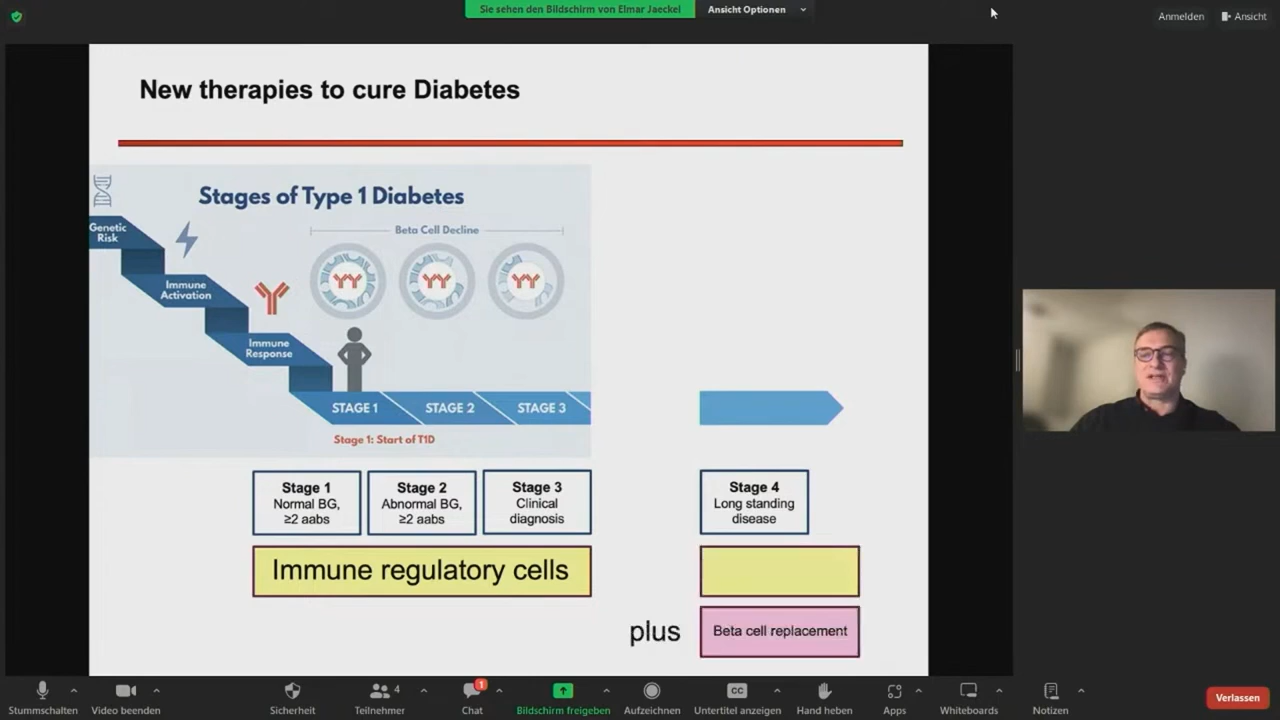 Sie sehen den Bildschirm von Elmar Jaeckel
Ansicht Optionen
Anmelden
Ansicht
New therapies to cure Diabetes
Stages of Type 1 Diabetes
Genetic
Risk
Beta Cell Decline
Immune
Activation
Immune
Response
STAGE 1
STAGE 2
STAGE 3
Stage 1: Start of T1D
Stage 1
Normal BG,
≥2 aabs
Stage 2
Abnormal BG,
≥2 aabs
Stage 3
Clinical
diagnosis
Stage 4
Long standing
disease
Immune regulatory cells
plus
Beta cell replacement
Stummschalten
Video beenden
Sicherheit
4
Teilnehmer
1
Chat
Bildschirm freigeben
Aufzeichnen
CC
Untertitel anzeigen
Hand heben
Apps
Whiteboards
Notizen
Verlassen